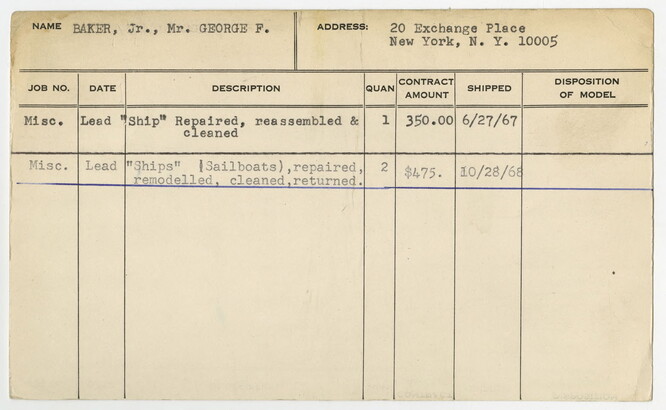 NAME BAKER, Jr., Mr. GEORGE F. ADDRESS: 20 Exchange Place
New York, N. Y. 10005
JOB NO. DATE DESCRIPTION QUAN CONTRACT AMOUNT SHIPPED DISPOSITION OF MODEL
Misc. Lead "Ship" Repaired, reassembled & 1 350.00 6/27/67
cleaned
Misc. Lead "Ships" (Sailboats),repaired, 2 $475. 10/28/68
remodelled, cleaned,returned.